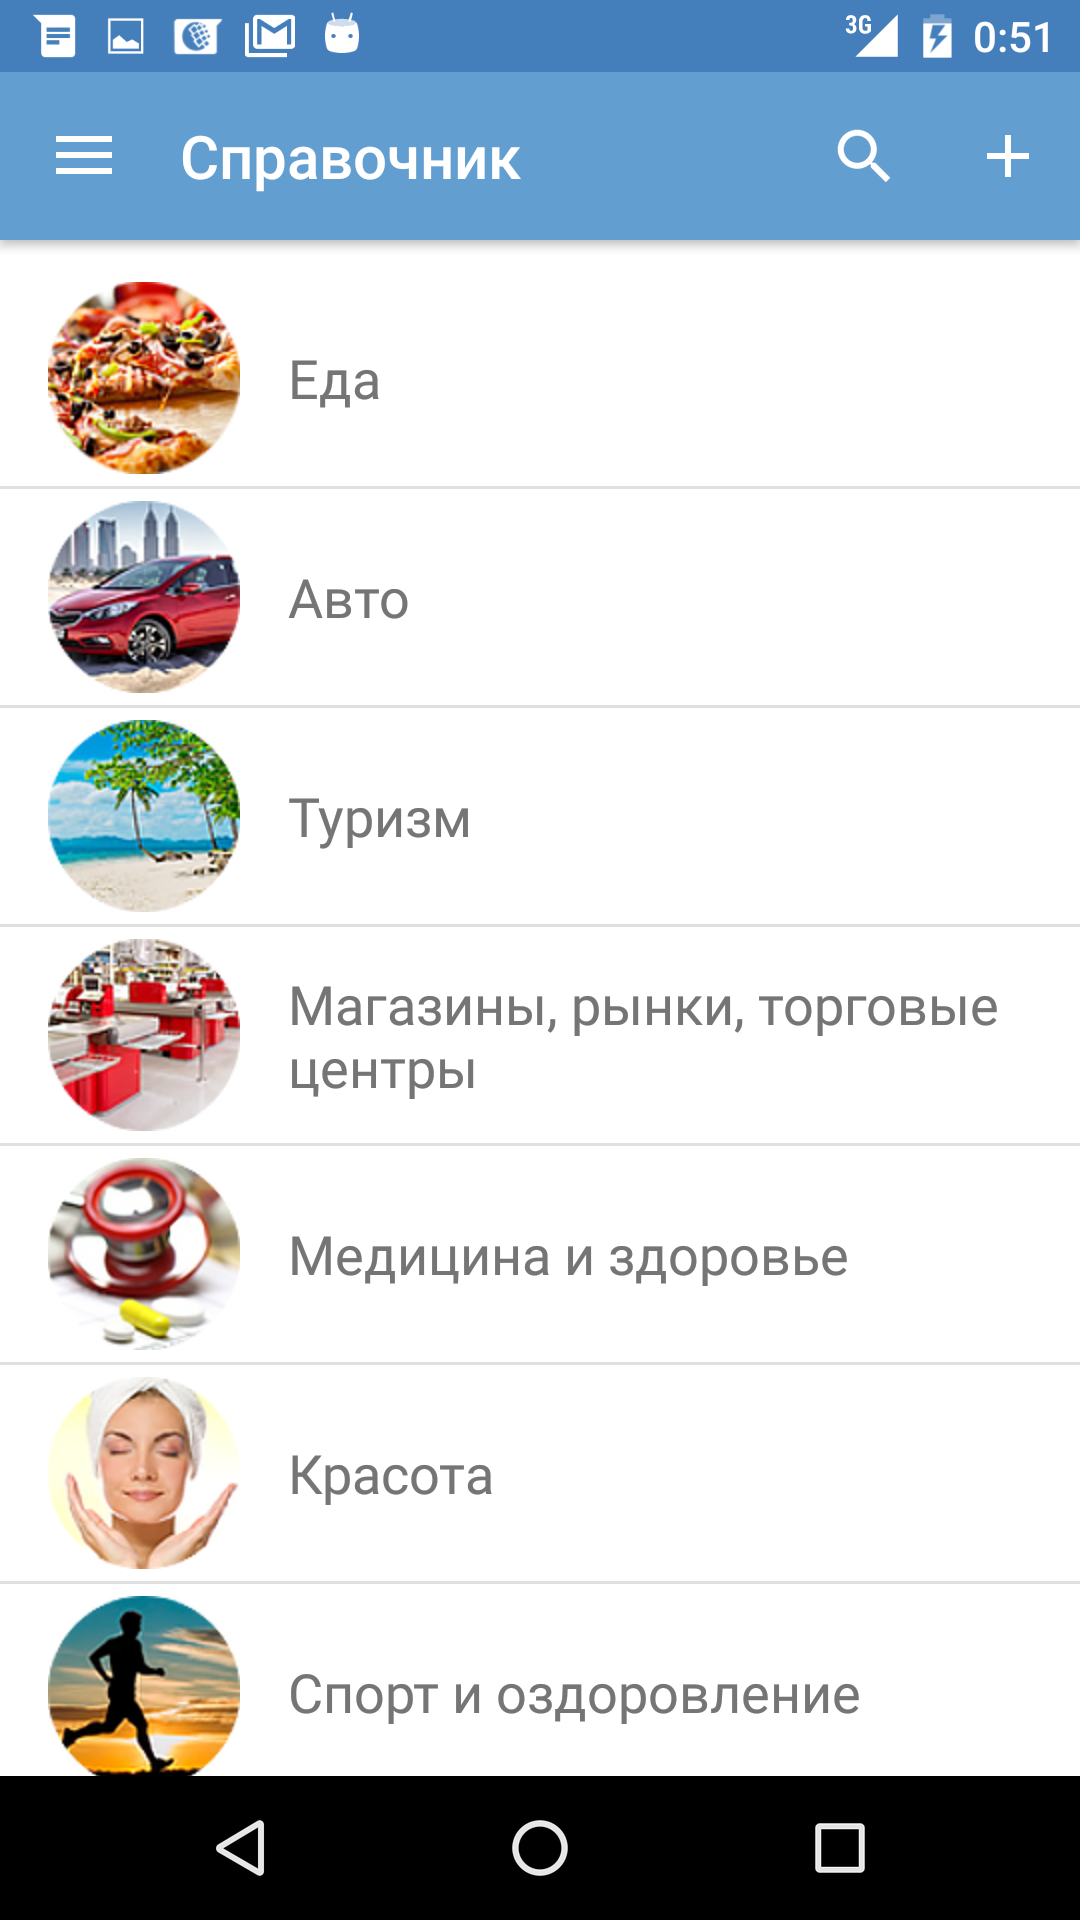 3G 0:51
Справочник
Еда
Авто
Туризм
Магазины, рынки, торговые
центры
Медицина и здоровье
Красота
Спорт и оздоровление